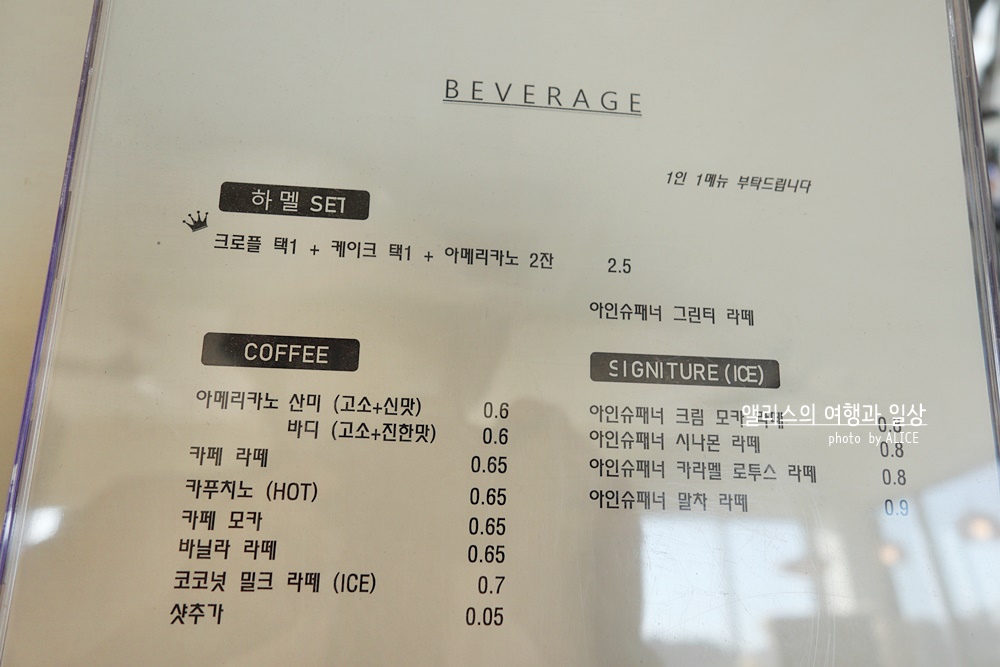 BEVERAGE
1인 1메뉴 부탁드립니다
하멜 SET
크로플 택1 + 케이크 택1 + 아메리카노 2잔 2.5
아인슈패너 그린티 라떼
COFFEE
아메리카노 산미 (고소+신맛) 0.6
바디 (고소+진한맛) 0.6
카페 라떼 0.65
카푸치노 (HOT) 0.65
카페 모카 0.65
바닐라 라떼 0.65
코코넛 밀크 라떼 (ICE) 0.7
샷추가 0.05
SIGNITURE (ICE)
아인슈패너 크림 모카 라떼 0.8
아인슈패너 시나몬 라떼 0.8
아인슈패너 카라멜 로투스 라떼 0.8
아인슈패너 말차 라떼 0.9
앨리스의 여행과 일상
photo by ALICE